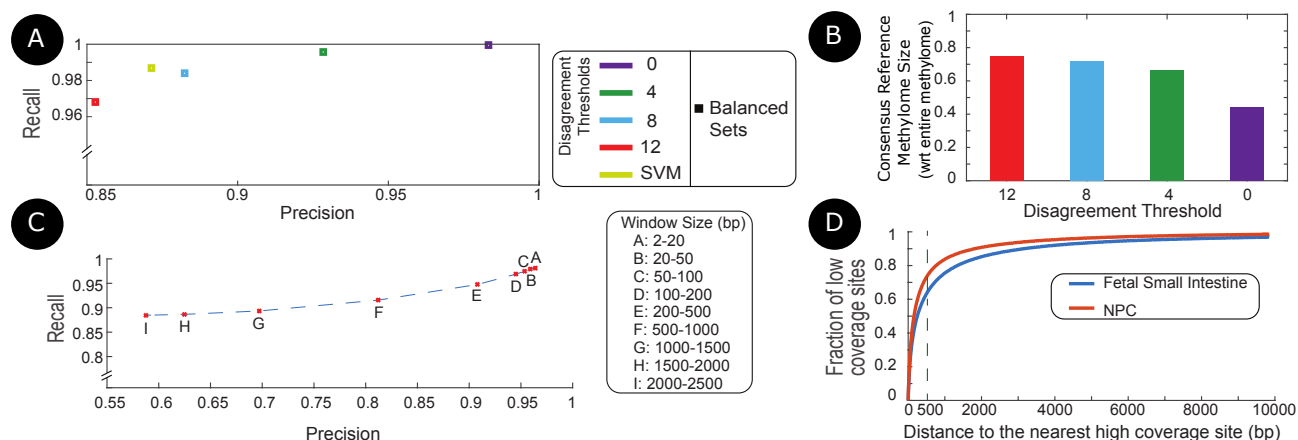 A
1
0.98
0.96
Recall
0.85
0.9
0.95
1
Precision
Disagreement
Thresholds
0
4
8
12
SVM
Balanced
Sets
B
Consensus Reference
Methylome Size
(wrt entire methylome)
1
0.8
0.6
0.4
0.2
0
12
8
4
0
Disagreement Threshold
C
1
0.95
0.9
0.85
0.8
Recall
I
H
G
F
E
D
C
B
A
0.55
0.6
0.65
0.7
0.75
0.8
0.85
0.9
0.95
1
Precision
Window Size (bp)
A: 2-20
B: 20-50
C: 50-100
D: 100-200
E: 200-500
F: 500-1000
G: 1000-1500
H: 1500-2000
I: 2000-2500
D
Fraction of low
coverage sites
1
0.8
0.6
0.4
0.2
0
Fetal Small Intestine
NPC
0
500
2000
4000
6000
8000
10000
Distance to the nearest high coverage site (bp)